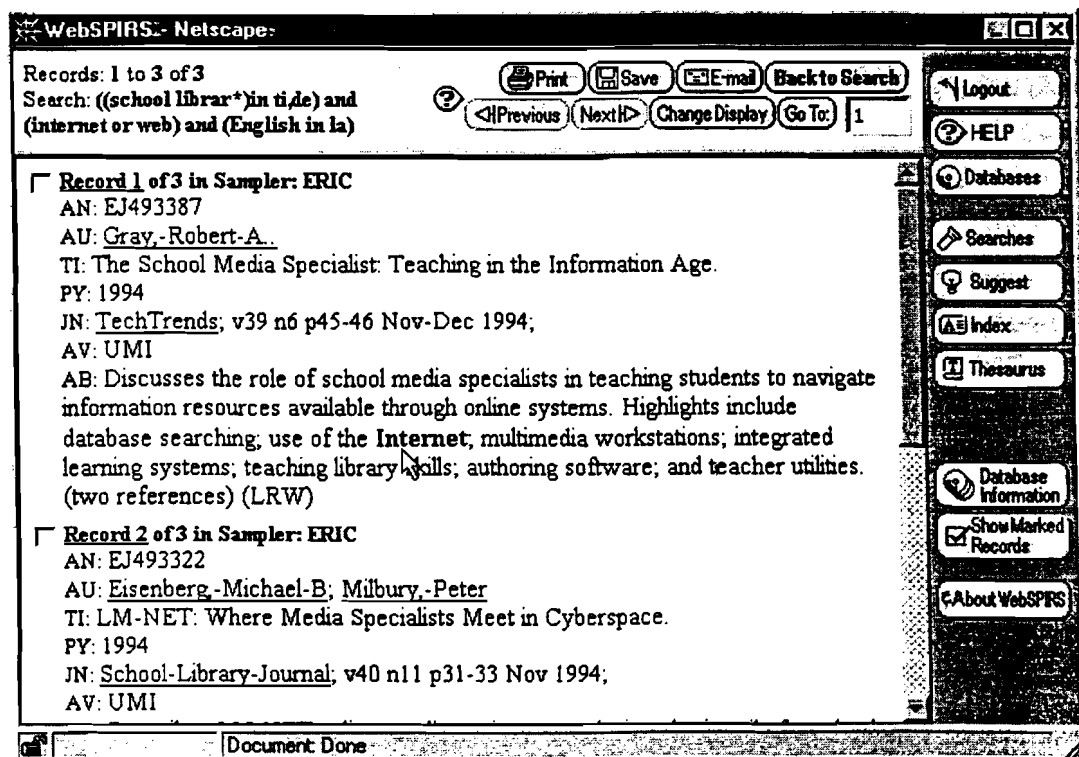 WebSPIRS - Netscape:
Records: 1 to 3 of 3
Search: ((school librar*)in ti,de) and
(internet or web) and (English in la)
Print Save E-mail Back to Search
Previous Next Change Display Go To: 1
Record 1 of 3 in Sampler: ERIC
AN: EJ493387
AU: Gray,-Robert-A..
TI: The School Media Specialist: Teaching in the Information Age.
PY: 1994
JN: TechTrends; v39 n6 p45-46 Nov-Dec 1994;
AV: UMI
AB: Discusses the role of school media specialists in teaching students to navigate
information resources available through online systems. Highlights include
database searching; use of the Internet; multimedia workstations; integrated
learning systems; teaching library skills; authoring software; and teacher utilities.
(two references) (LRW)
Record 2 of 3 in Sampler: ERIC
AN: EJ493322
AU: Eisenberg,-Michael-B; Milbury,-Peter
TI: LM-NET: Where Media Specialists Meet in Cyberspace.
PY: 1994
JN: School-Library-Journal; v40 n11 p31-33 Nov 1994;
AV: UMI
Logout
HELP
Databases
Searches
Suggest
Index
Thesaurus
Database
Information
Show Marked
Records
About WebSPIRS
Document: Done